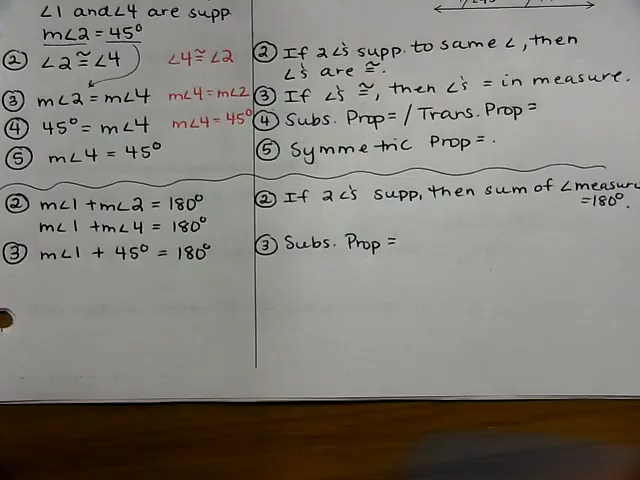 ∠1 and ∠4 are supp
m∠2 = 45°
② ∠2 ≅ ∠4
∠4 ≅ ∠2
③ m∠2 = m∠4
m∠4 = m∠2
④ 45° = m∠4
m∠4 = 45°
⑤ m∠4 = 45°
② If 2 ∠'s supp. to same ∠, then
∠'s are ≅.
③ If ∠'s ≅, then ∠'s = in measure.
④ Subs. Prop = / Trans. Prop =
⑤ Symmetric Prop = .
② m∠1 + m∠2 = 180°
m∠1 + m∠4 = 180°
③ m∠1 + 45° = 180°
② If 2 ∠'s supp, then sum of ∠ measure
= 180°.
③ Subs. Prop =